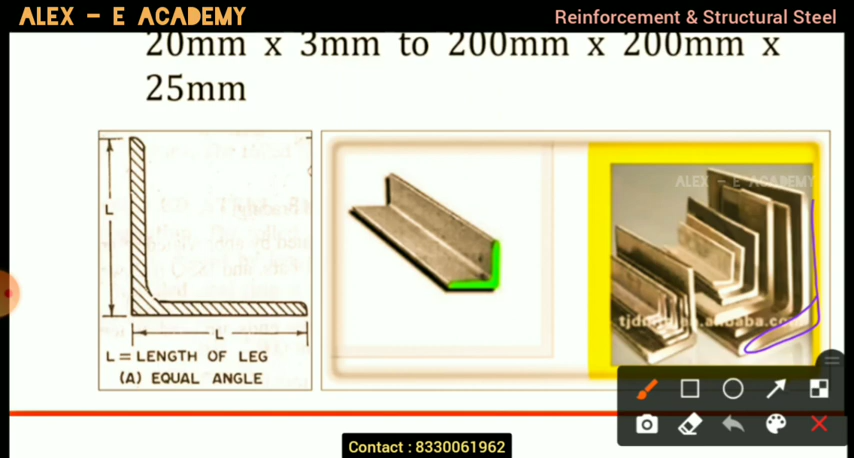 ALEX – E ACADEMY
Reinforcement & Structural Steel
20mm x 3mm to 200mm x 200mm x
25mm
L
L
L = LENGTH OF LEG
(A) EQUAL ANGLE
ALEX – E ACADEMY
Contact : 8330061962